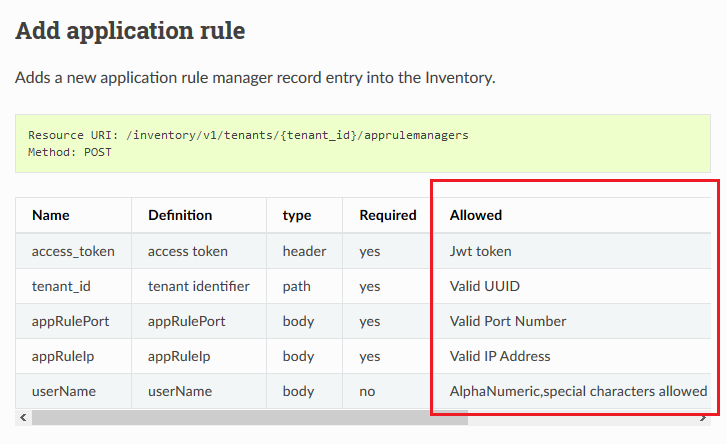 Add application rule
Adds a new application rule manager record entry into the Inventory.
Resource URI: /inventory/v1/tenants/{tenant_id}/apprulemanagers
Method: POST
Name Definition type Required Allowed
access_token access token header yes Jwt token
tenant_id tenant identifier path yes Valid UUID
appRulePort appRulePort body yes Valid Port Number
appRuleIp appRuleIp body yes Valid IP Address
userName userName body no AlphaNumeric,special characters allowed